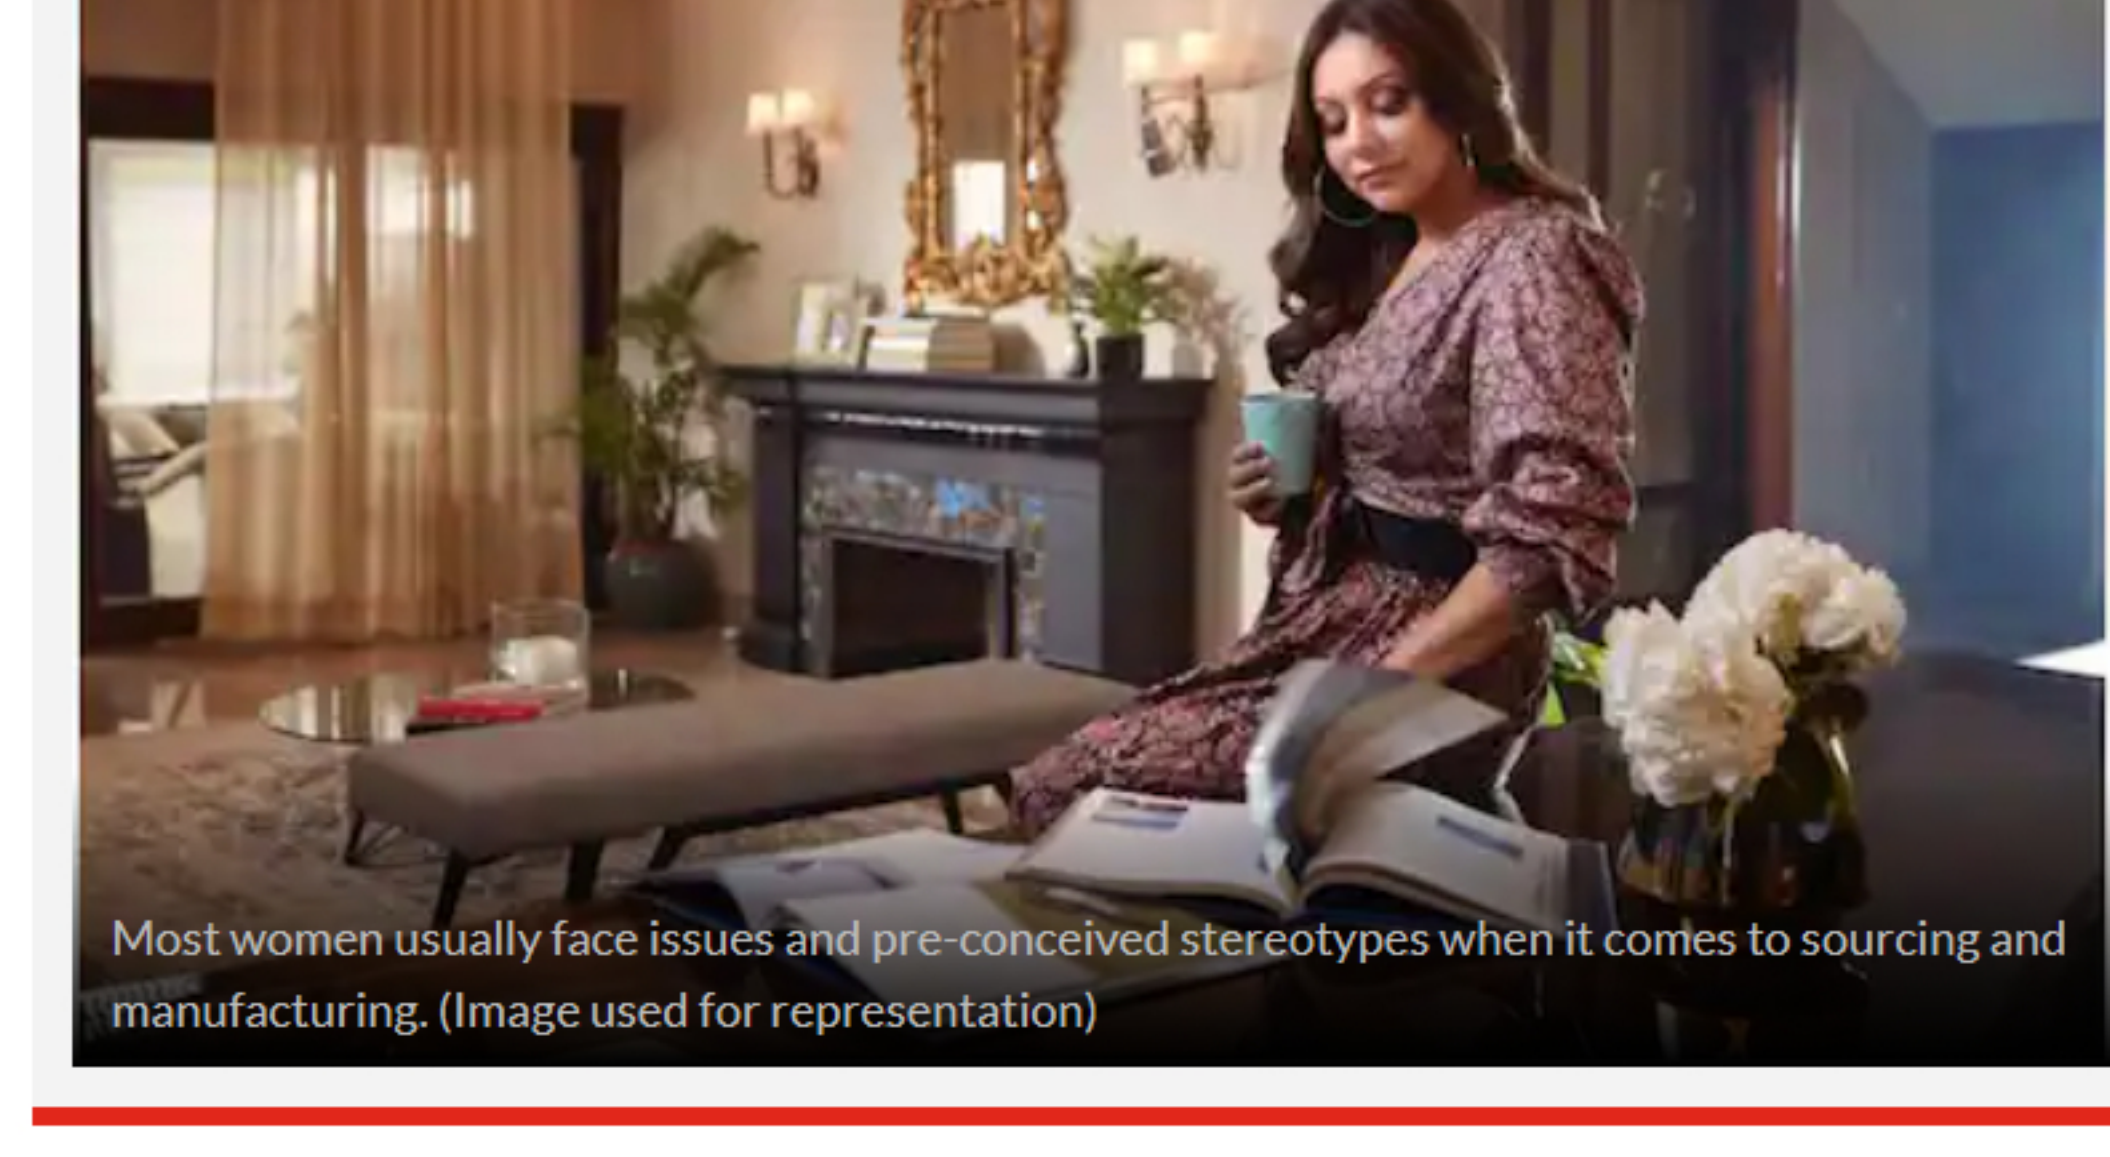 Most women usually face issues and pre-conceived stereotypes when it comes to sourcing and
manufacturing. (Image used for representation)